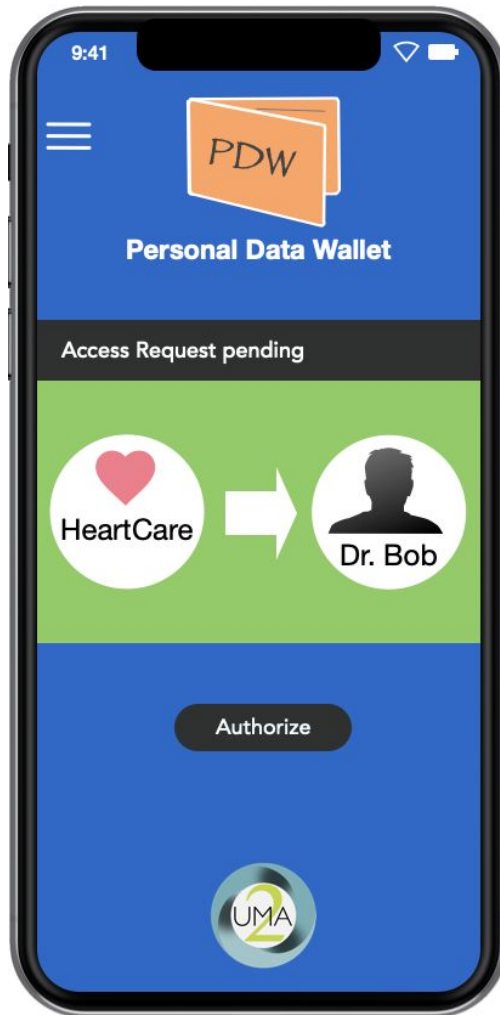 9:41
PDW
Personal Data Wallet
Access Request pending
HeartCare
Dr. Bob
Authorize
UMA
2